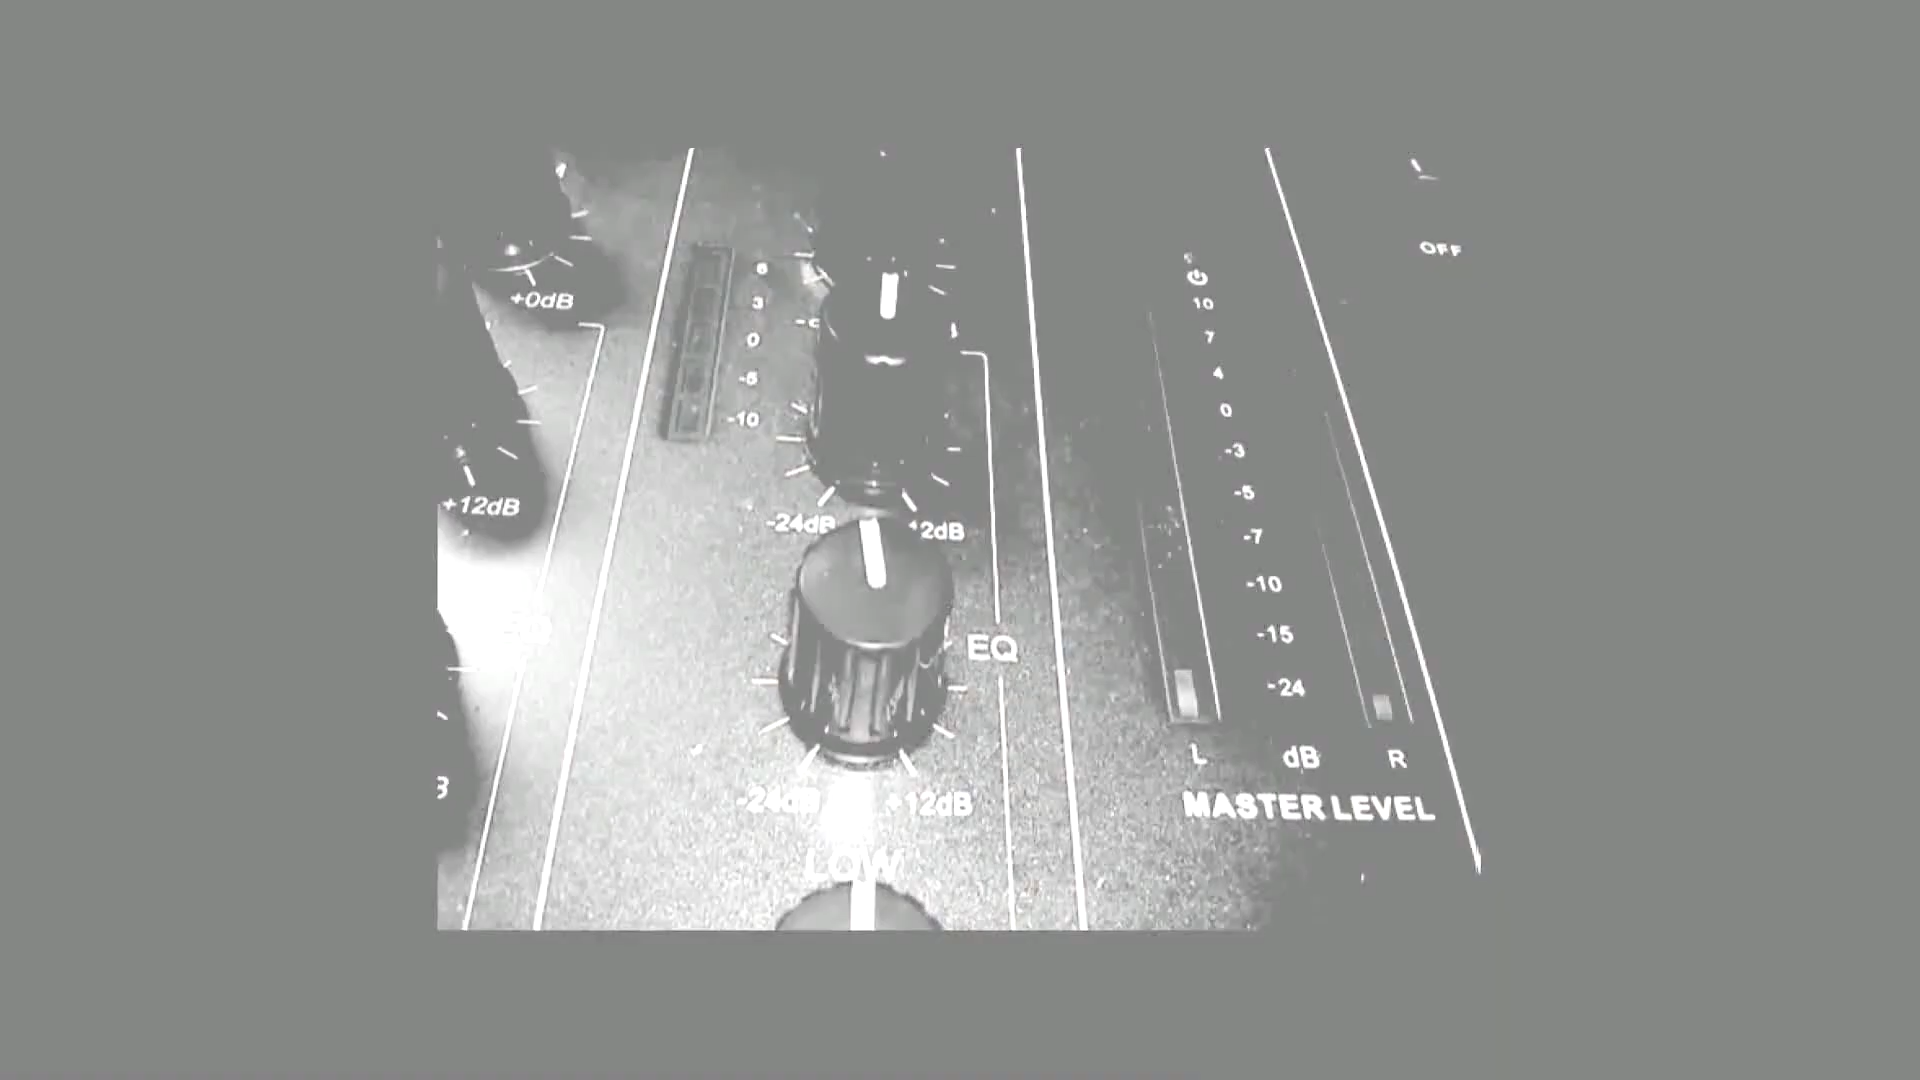 OFF
+0dB
6
3
0
-5
-10
10
7
4
0
-3
-5
-7
-10
-15
-24
+12dB
-24dB
12dB
EQ
L dB R
MASTER LEVEL
-24dB +12dB
LOW